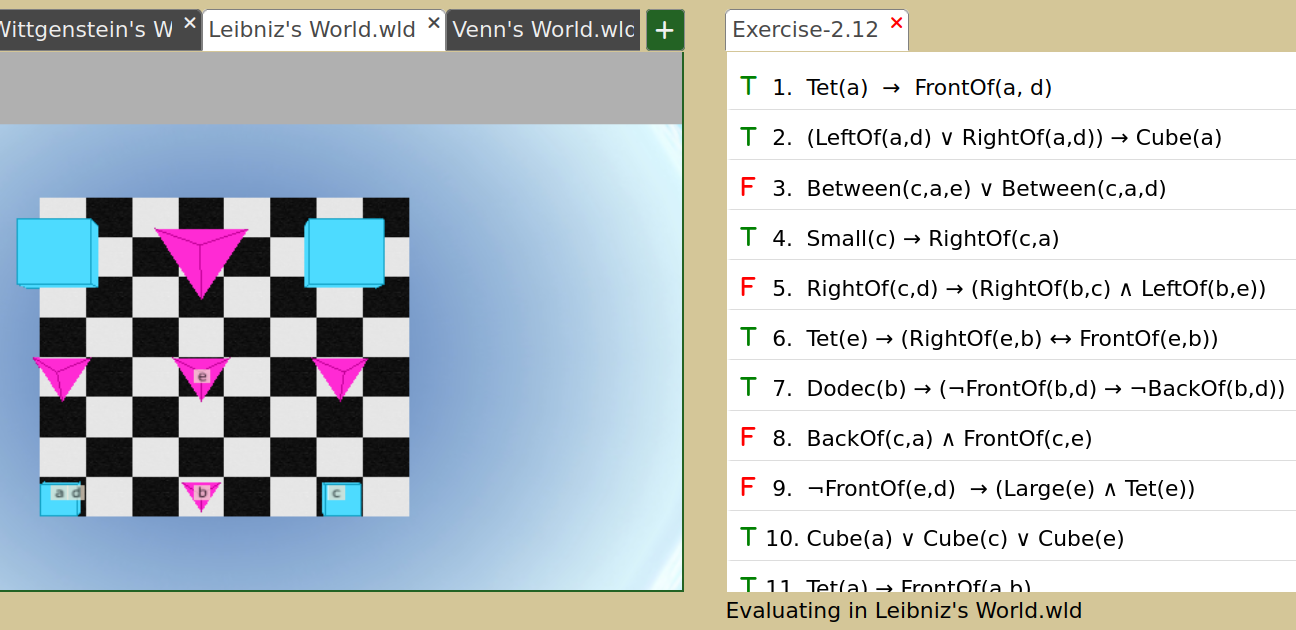 Wittgenstein's W × Leibniz's World.wld × Venn's World.wld + Exercise-2.12 ×
T 1. Tet(a) → FrontOf(a, d)
T 2. (LeftOf(a,d) ∨ RightOf(a,d)) → Cube(a)
F 3. Between(c,a,e) ∨ Between(c,a,d)
T 4. Small(c) → RightOf(c,a)
F 5. RightOf(c,d) → (RightOf(b,c) ∧ LeftOf(b,e))
T 6. Tet(e) → (RightOf(e,b) ↔ FrontOf(e,b))
T 7. Dodec(b) → (¬FrontOf(b,d) → ¬BackOf(b,d))
F 8. BackOf(c,a) ∧ FrontOf(c,e)
F 9. ¬FrontOf(e,d) → (Large(e) ∧ Tet(e))
T 10. Cube(a) ∨ Cube(c) ∨ Cube(e)
T 11. Tet(a) → FrontOf(a,b)
e
a d b c
Evaluating in Leibniz's World.wld